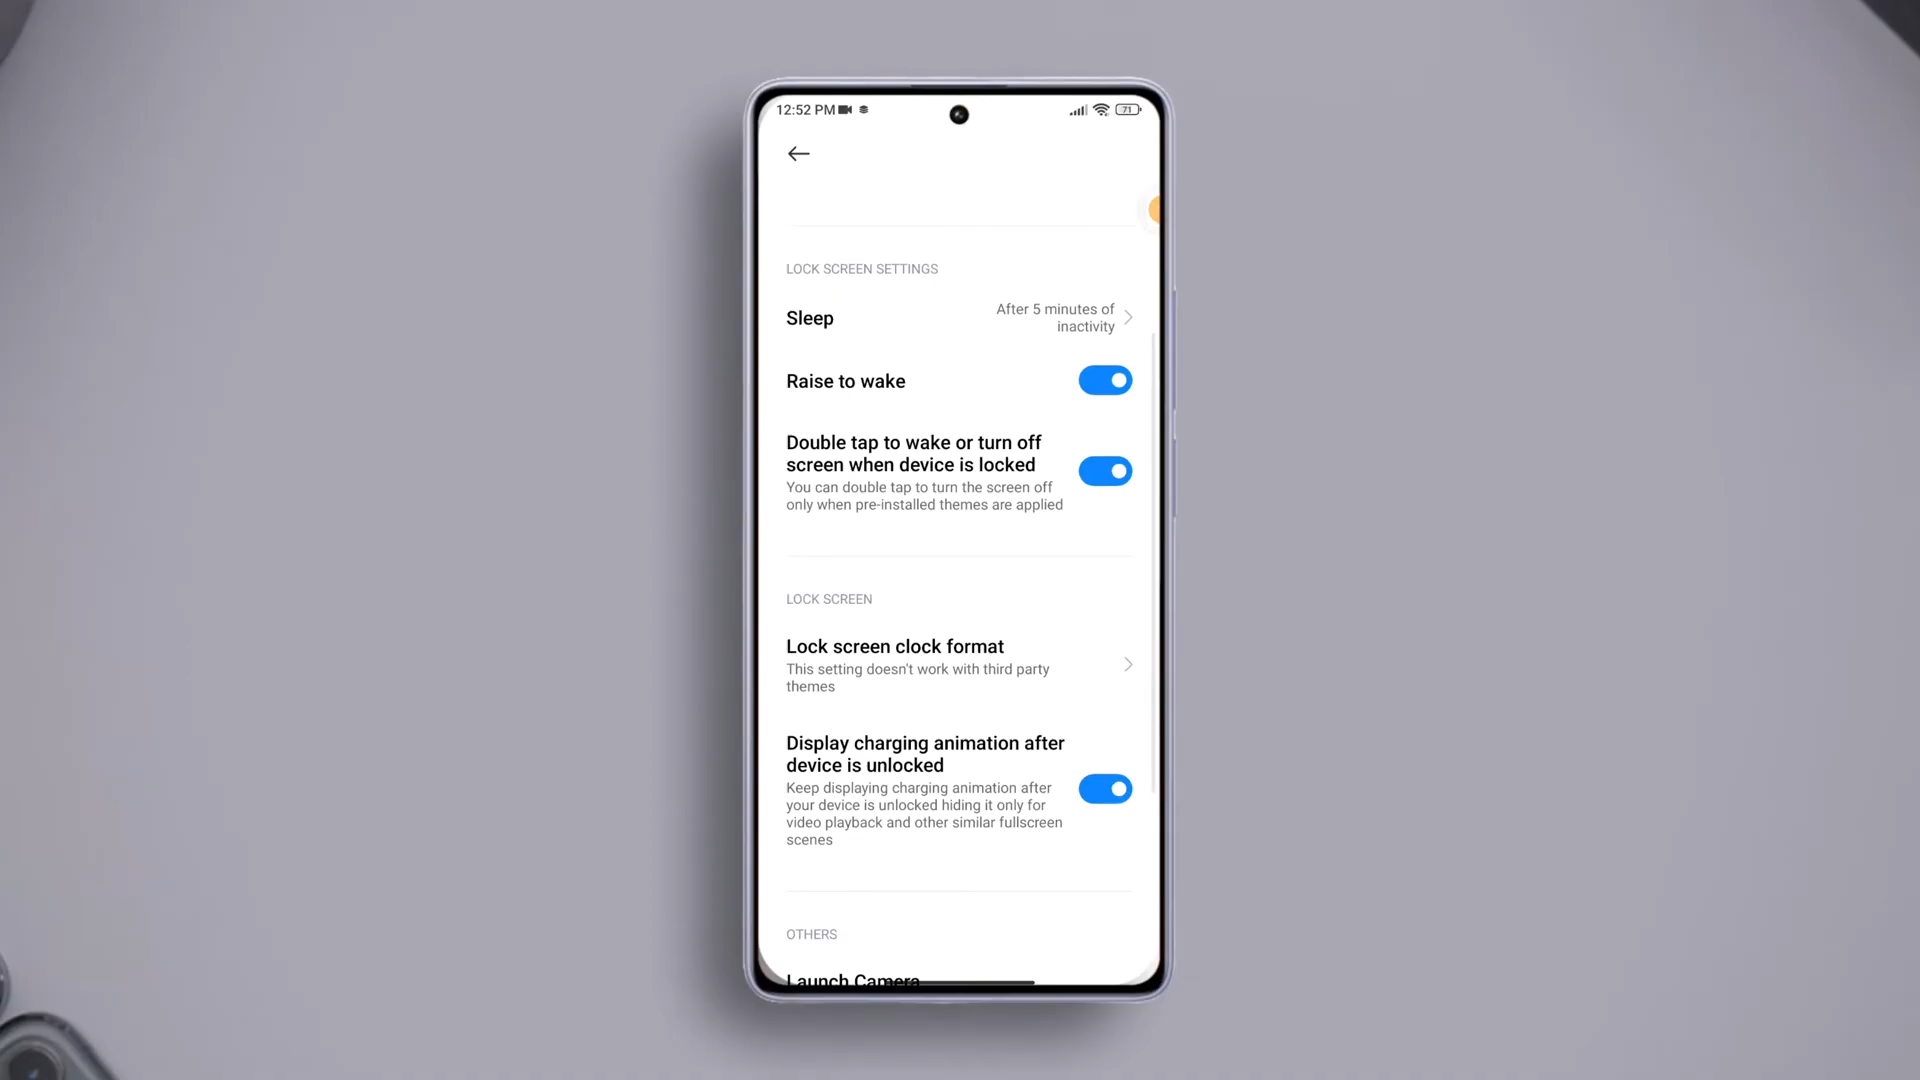 12:52 PM
71
LOCK SCREEN SETTINGS
Sleep
After 5 minutes of
inactivity
Raise to wake
Double tap to wake or turn off
screen when device is locked
You can double tap to turn the screen off
only when pre-installed themes are applied
LOCK SCREEN
Lock screen clock format
This setting doesn't work with third party
themes
Display charging animation after
device is unlocked
Keep displaying charging animation after
your device is unlocked hiding it only for
video playback and other similar fullscreen
scenes
OTHERS
Launch Camera